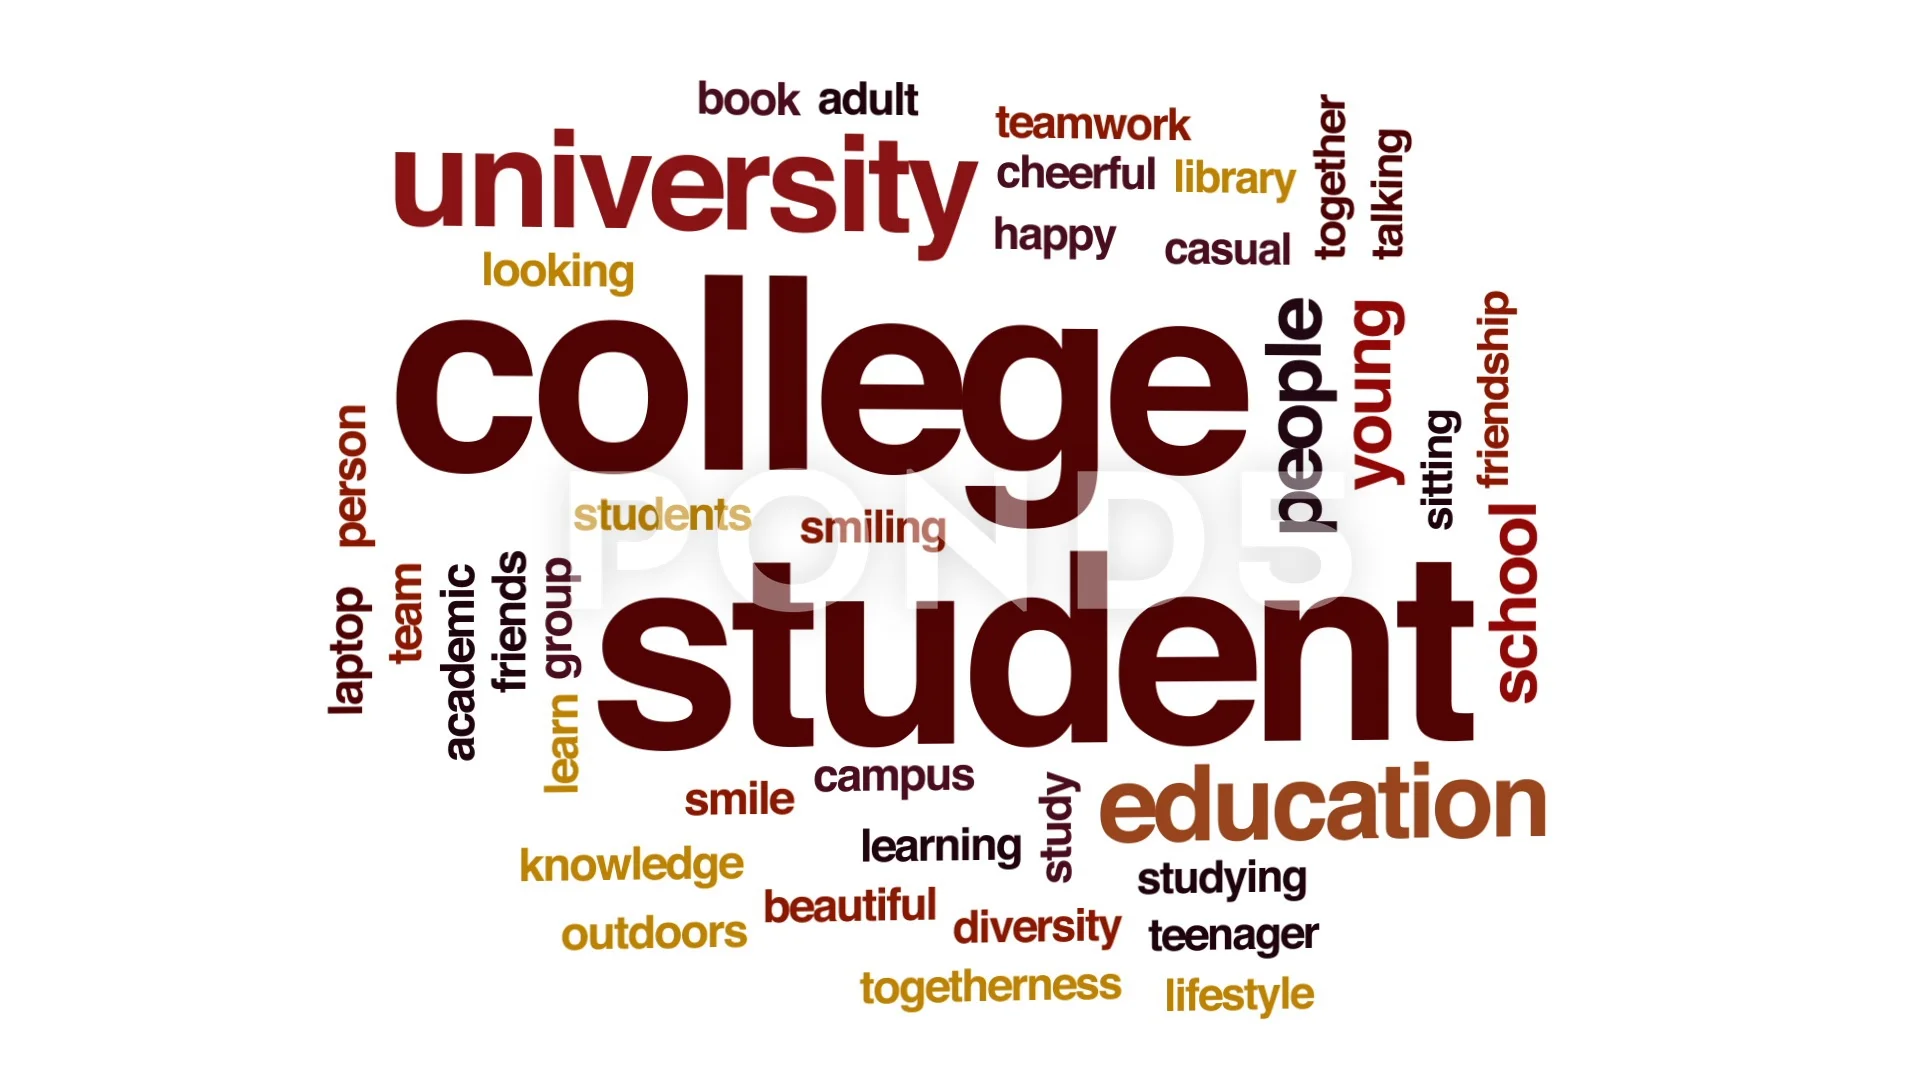 book adult
teamwork
university
cheerful library
together
talking
happy
casual
looking
college
people
young
friendship
sitting
person
students
smiling
POND5
school
laptop
team
academic
friends
group
student
learn
smile
campus
study
education
learning
knowledge
studying
beautiful
diversity
outdoors
teenager
togetherness
lifestyle